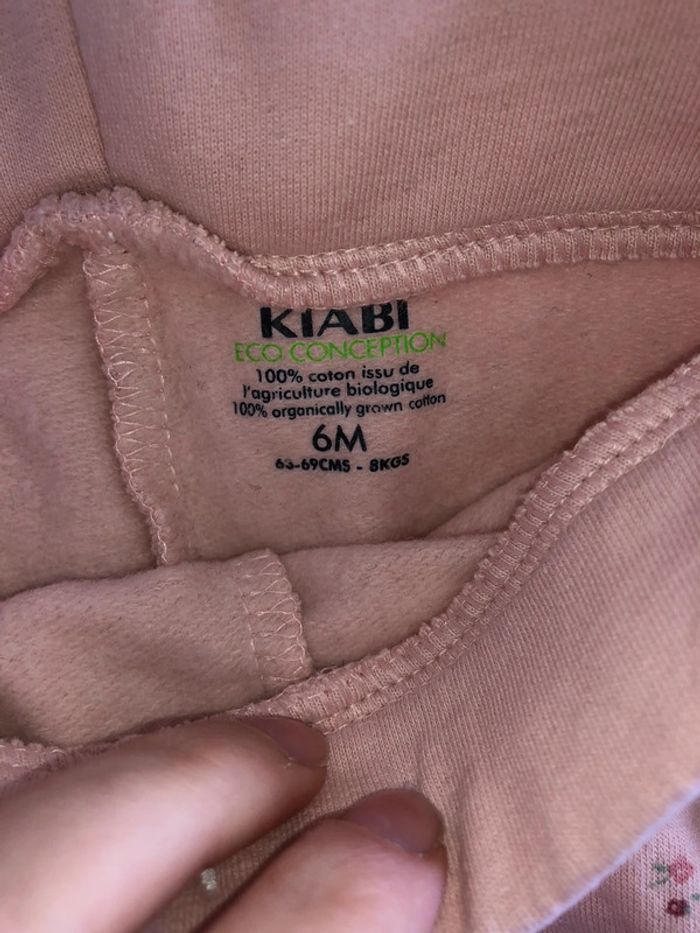 KIABI
ECO CONCEPTION
100% coton issu de
l'agriculture biologique
100% organically grown cotton
6M
63-69CMS - 8KGS